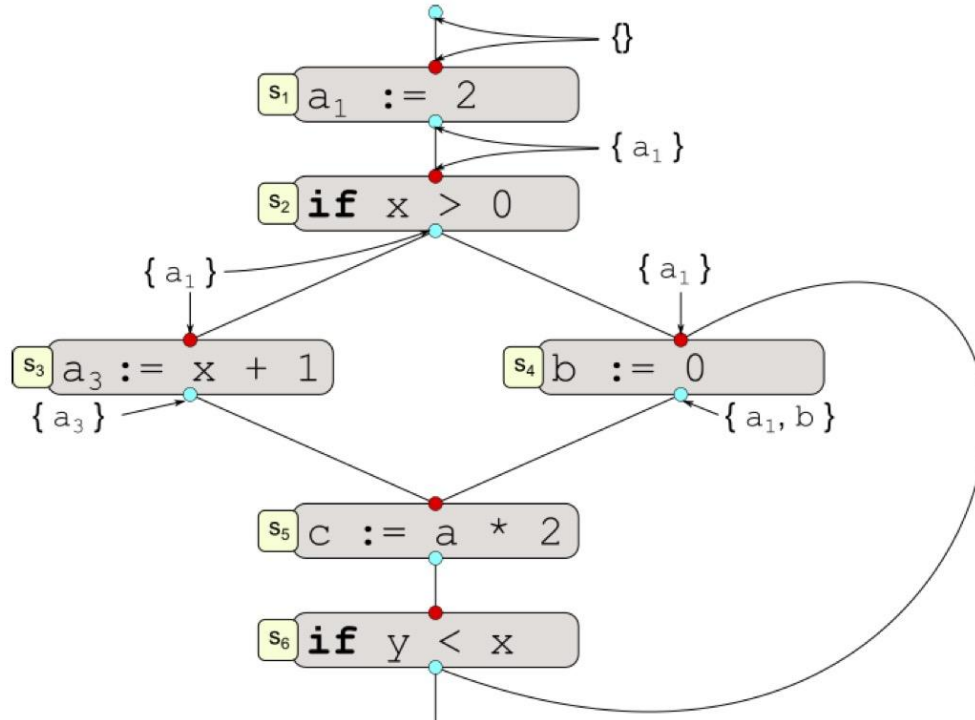 {}
s₁ a₁ := 2
{ a₁ }
s₂ if x > 0
{ a₁ } { a₁ }
s₃ a₃ := x + 1 s₄ b := 0
{ a₃ } { a₁, b }
s₅ c := a * 2
s₆ if y < x